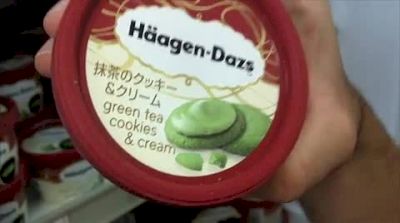 Häagen-Dazs
抹茶のクッキー
&クリーム
green tea
cookies
& cream